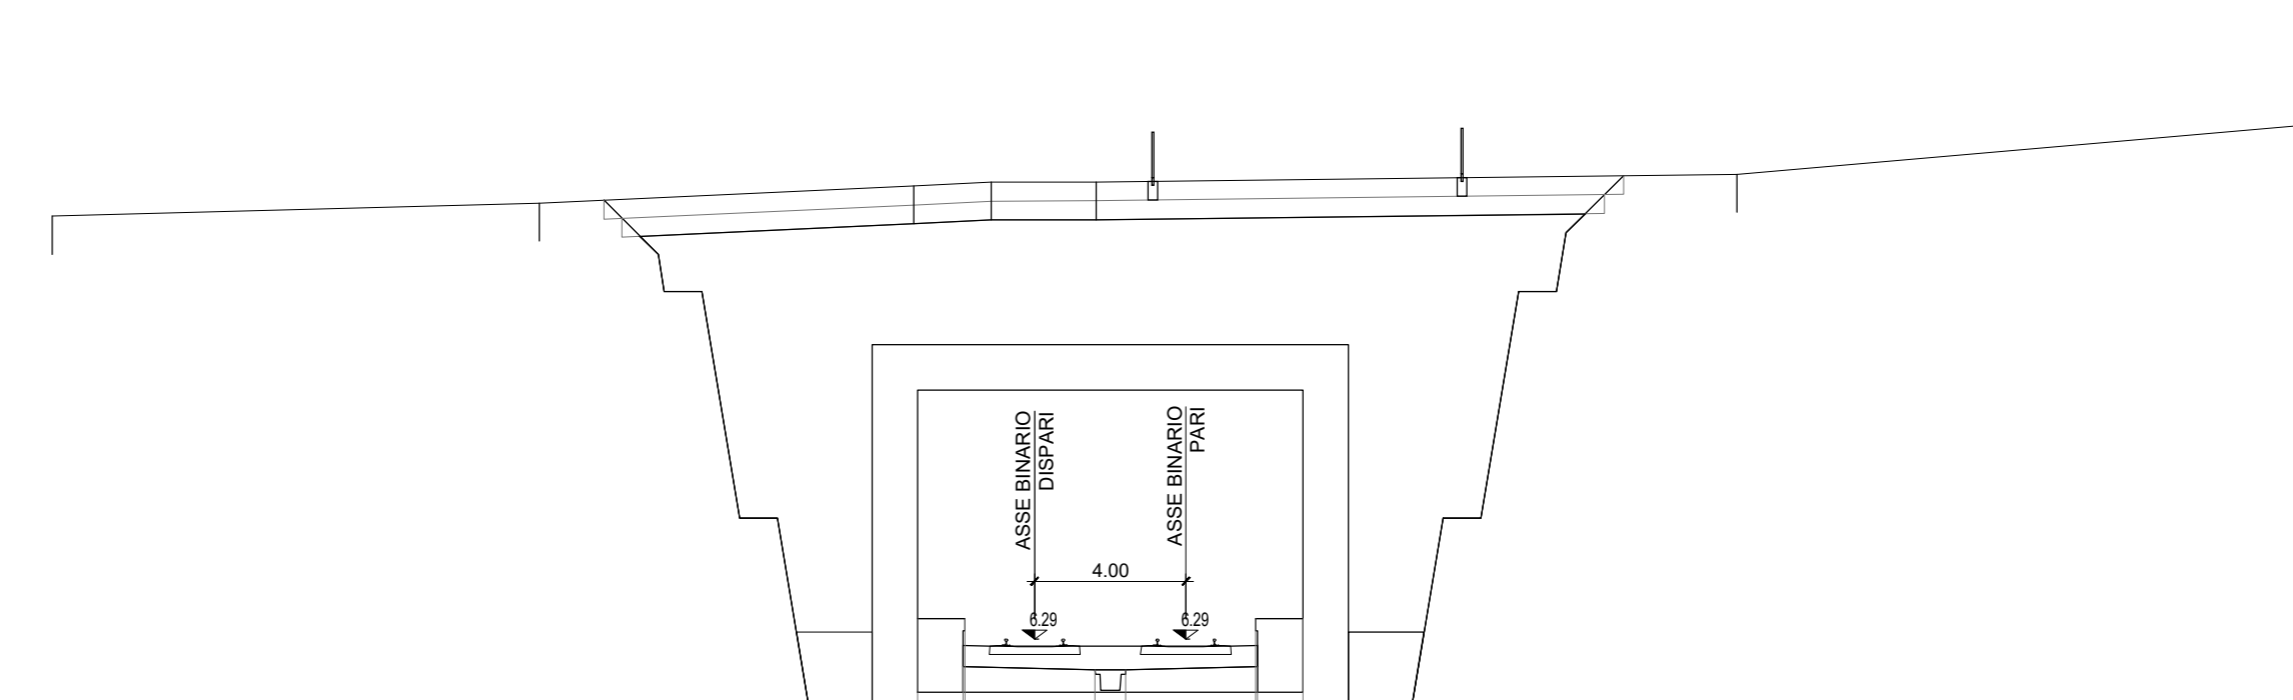 ASSE BINARIO
DISPARI
ASSE BINARIO
PARI
4.00
6.29
6.29